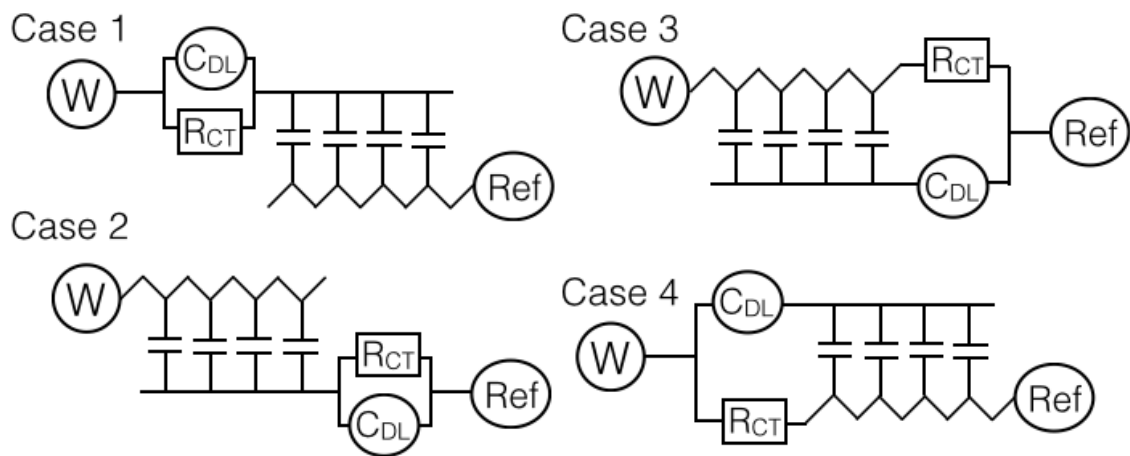 Case 1
W
CDL
RCT
Ref
Case 2
W
RCT
CDL
Ref
Case 3
W
RCT
CDL
Ref
Case 4
W
CDL
RCT
Ref